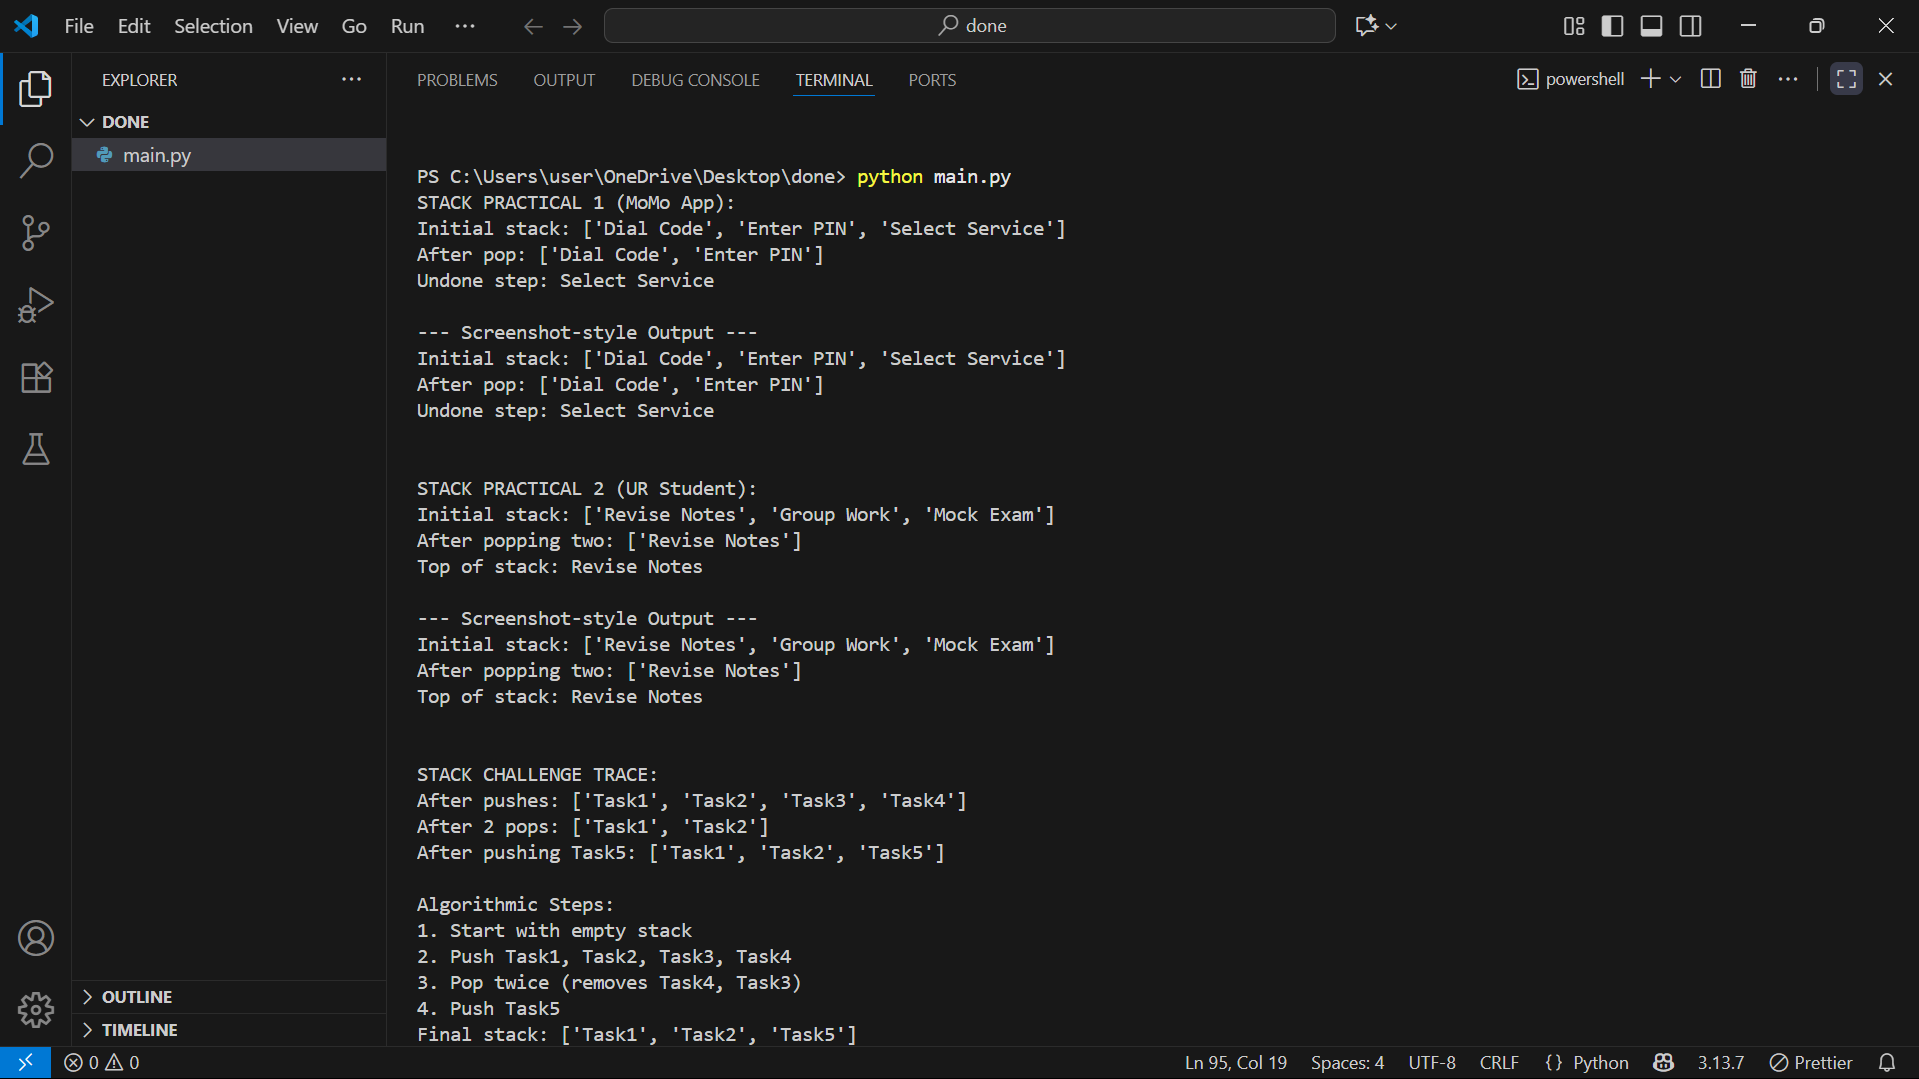 File Edit Selection View Go Run ··· done
EXPLORER ···
DONE
main.py
OUTLINE
TIMELINE
PROBLEMS OUTPUT DEBUG CONSOLE TERMINAL PORTS powershell ···
PS C:\Users\user\OneDrive\Desktop\done> python main.py
STACK PRACTICAL 1 (MoMo App):
Initial stack: ['Dial Code', 'Enter PIN', 'Select Service']
After pop: ['Dial Code', 'Enter PIN']
Undone step: Select Service
--- Screenshot-style Output ---
Initial stack: ['Dial Code', 'Enter PIN', 'Select Service']
After pop: ['Dial Code', 'Enter PIN']
Undone step: Select Service
STACK PRACTICAL 2 (UR Student):
Initial stack: ['Revise Notes', 'Group Work', 'Mock Exam']
After popping two: ['Revise Notes']
Top of stack: Revise Notes
--- Screenshot-style Output ---
Initial stack: ['Revise Notes', 'Group Work', 'Mock Exam']
After popping two: ['Revise Notes']
Top of stack: Revise Notes
STACK CHALLENGE TRACE:
After pushes: ['Task1', 'Task2', 'Task3', 'Task4']
After 2 pops: ['Task1', 'Task2']
After pushing Task5: ['Task1', 'Task2', 'Task5']
Algorithmic Steps:
1. Start with empty stack
2. Push Task1, Task2, Task3, Task4
3. Pop twice (removes Task4, Task3)
4. Push Task5
Final stack: ['Task1', 'Task2', 'Task5']
0 0 Ln 95, Col 19 Spaces: 4 UTF-8 CRLF {} Python 3.13.7 Prettier